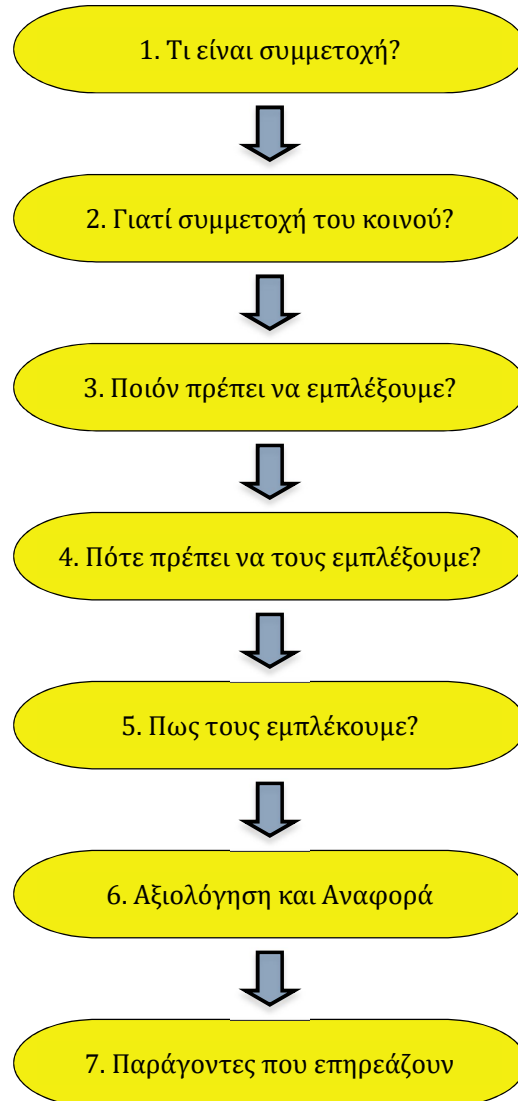 1. Τι είναι συμμετοχή?
2. Γιατί συμμετοχή του κοινού?
3. Ποιόν πρέπει να εμπλέξουμε?
4. Πότε πρέπει να τους εμπλέξουμε?
5. Πως τους εμπλέκουμε?
6. Αξιολόγηση και Αναφορά
7. Παράγοντες που επηρεάζουν